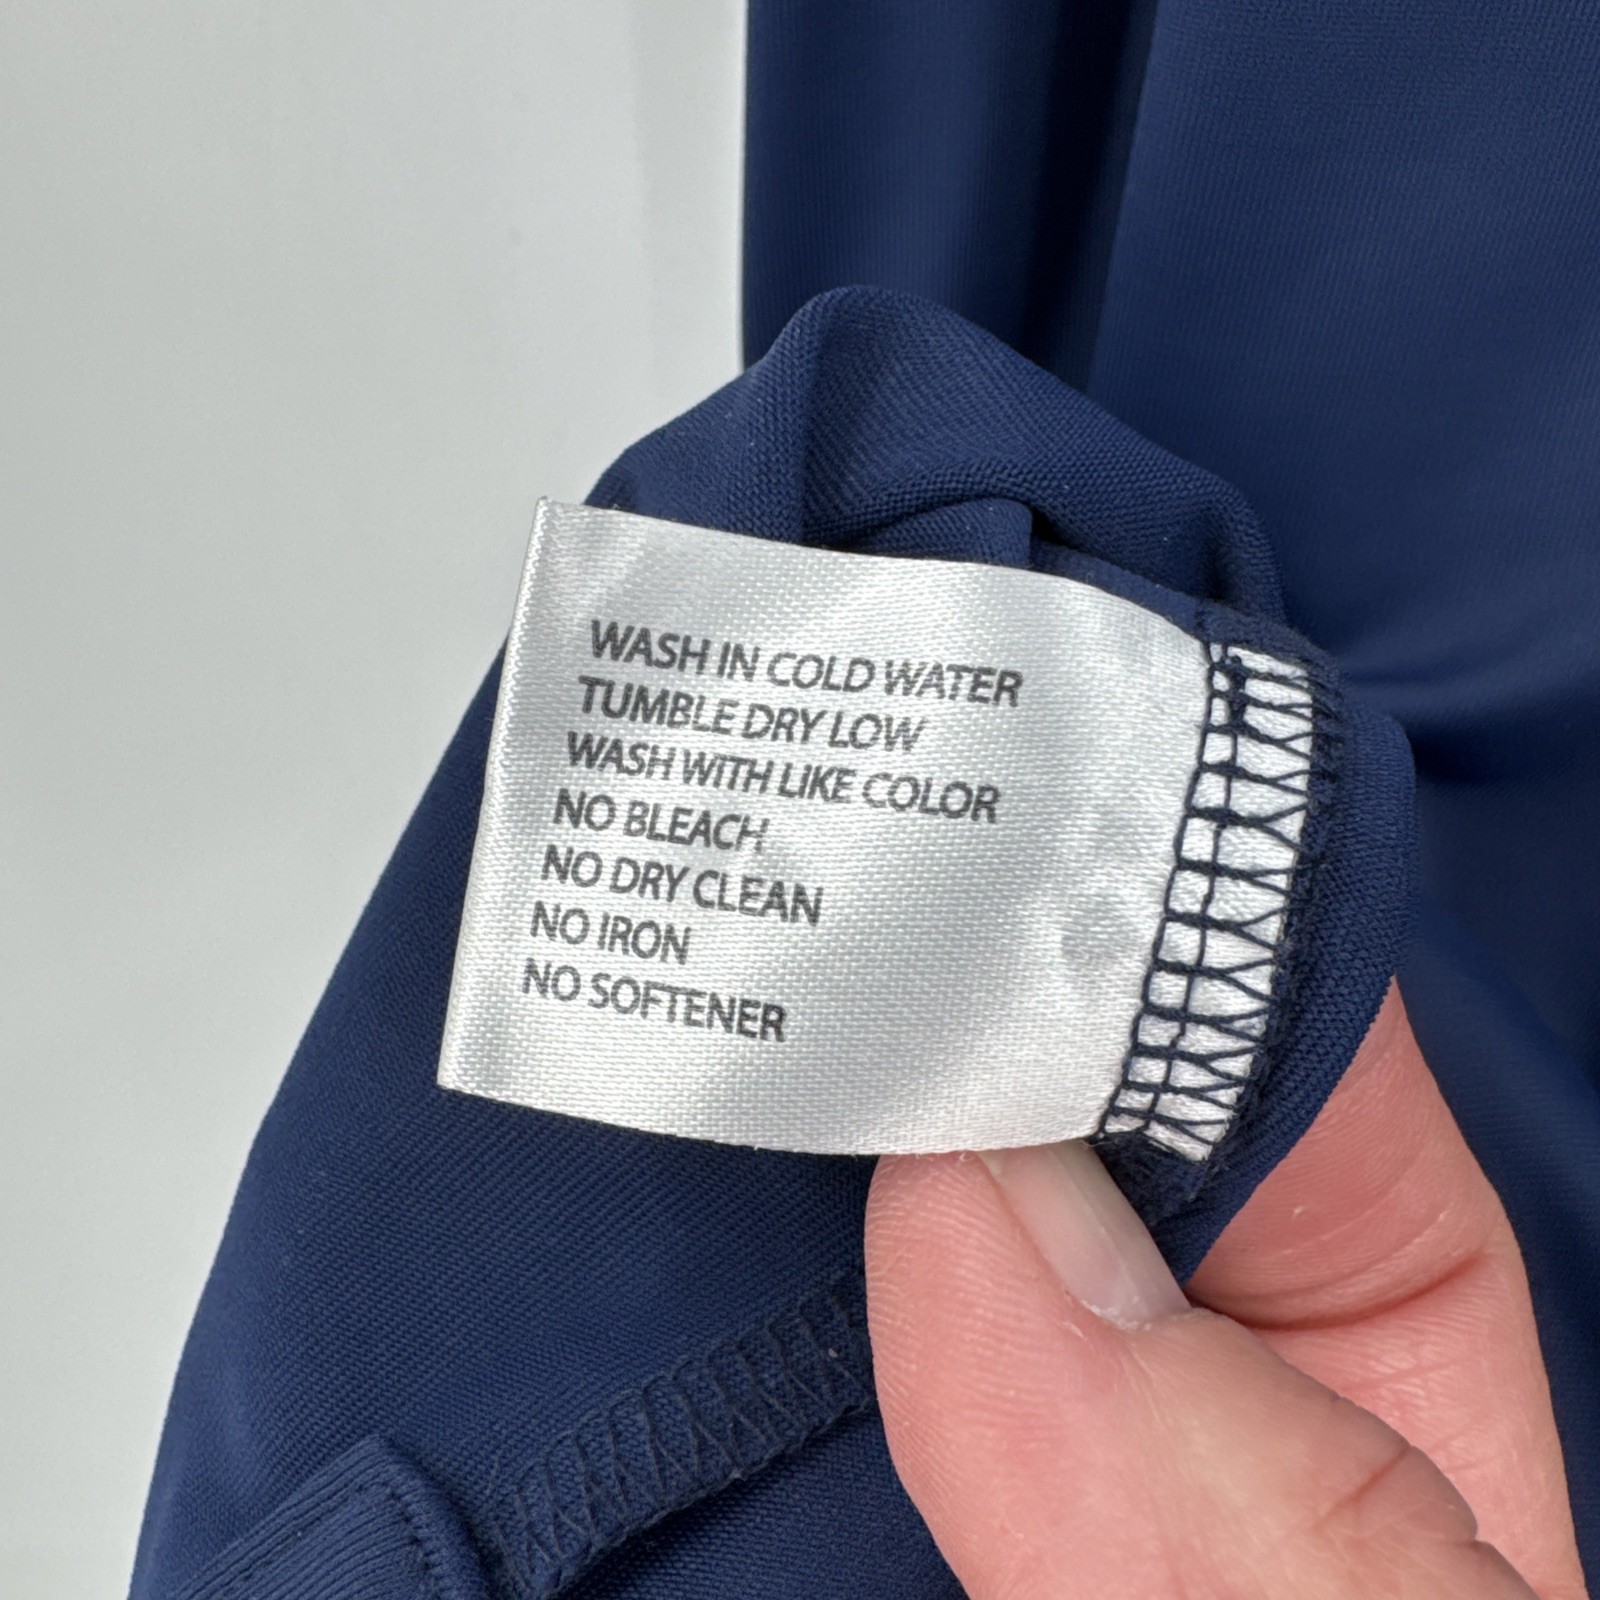 WASH IN COLD WATER
TUMBLE DRY LOW
WASH WITH LIKE COLOR
NO BLEACH
NO DRY CLEAN
NO IRON
NO SOFTENER